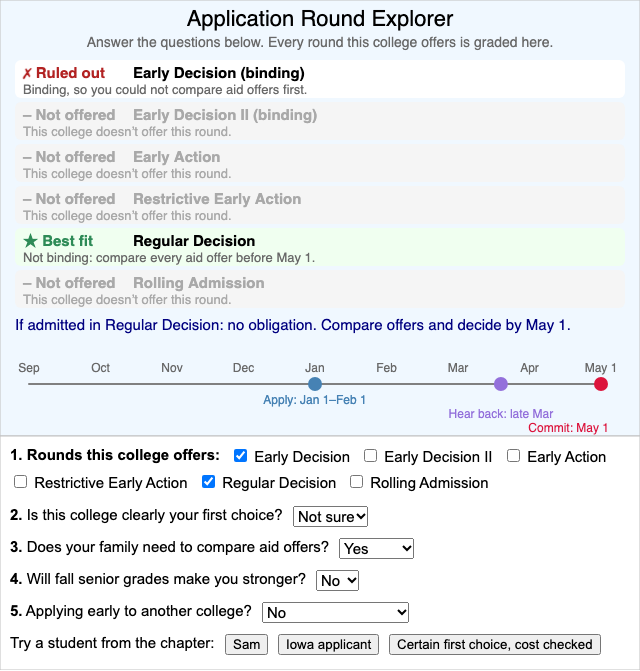 Application Round Explorer
Answer the questions below. Every round this college offers is graded here.
✗ Ruled out Early Decision (binding)
Binding, so you could not compare aid offers first.
– Not offered Early Decision II (binding)
This college doesn't offer this round.
– Not offered Early Action
This college doesn't offer this round.
– Not offered Restrictive Early Action
This college doesn't offer this round.
★ Best fit Regular Decision
Not binding: compare every aid offer before May 1.
– Not offered Rolling Admission
This college doesn't offer this round.
If admitted in Regular Decision: no obligation. Compare offers and decide by May 1.
Sep Oct Nov Dec Jan Feb Mar Apr May 1
Apply: Jan 1–Feb 1
Hear back: late Mar
Commit: May 1
1. Rounds this college offers: Early Decision Early Decision II Early Action
Restrictive Early Action Regular Decision Rolling Admission
2. Is this college clearly your first choice? Not sure
3. Does your family need to compare aid offers? Yes
4. Will fall senior grades make you stronger? No
5. Applying early to another college? No
Try a student from the chapter: Sam Iowa applicant Certain first choice, cost checked